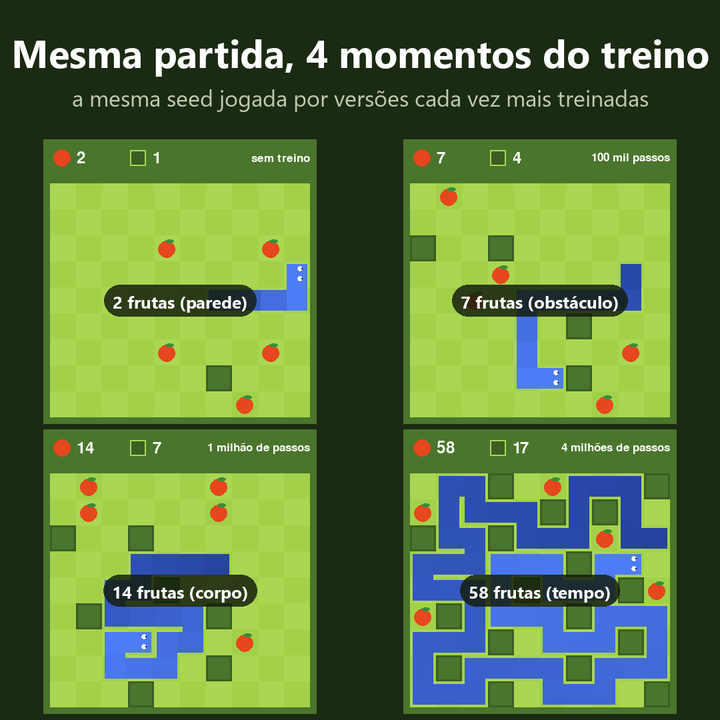 Mesma partida, 4 momentos do treino
a mesma seed jogada por versões cada vez mais treinadas
2 1 sem treino
2 frutas (parede)
7 4 100 mil passos
7 frutas (obstáculo)
14 7 1 milhão de passos
14 frutas (corpo)
58 17 4 milhões de passos
58 frutas (tempo)